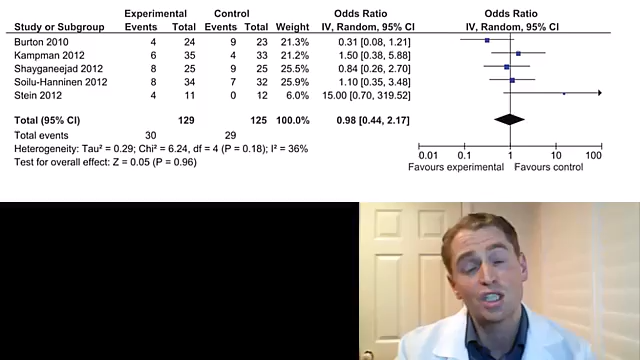 Experimental Control Odds Ratio Odds Ratio
Study or Subgroup Events Total Events Total Weight IV, Random, 95% CI IV, Random, 95% CI
Burton 2010 4 24 9 23 21.3% 0.31 [0.08, 1.21]
Kampman 2012 6 35 4 33 21.2% 1.50 [0.38, 5.88]
Shayganeejad 2012 8 25 9 25 25.5% 0.84 [0.26, 2.70]
Soilu-Hanninen 2012 8 34 7 32 25.9% 1.10 [0.35, 3.48]
Stein 2012 4 11 0 12 6.0% 15.00 [0.70, 319.52]
Total (95% CI) 129 125 100.0% 0.98 [0.44, 2.17]
Total events 30 29
Heterogeneity: Tau² = 0.29; Chi² = 6.24, df = 4 (P = 0.18); I² = 36%
Test for overall effect: Z = 0.05 (P = 0.96)
0.01 0.1 1 10 100
Favours experimental Favours control